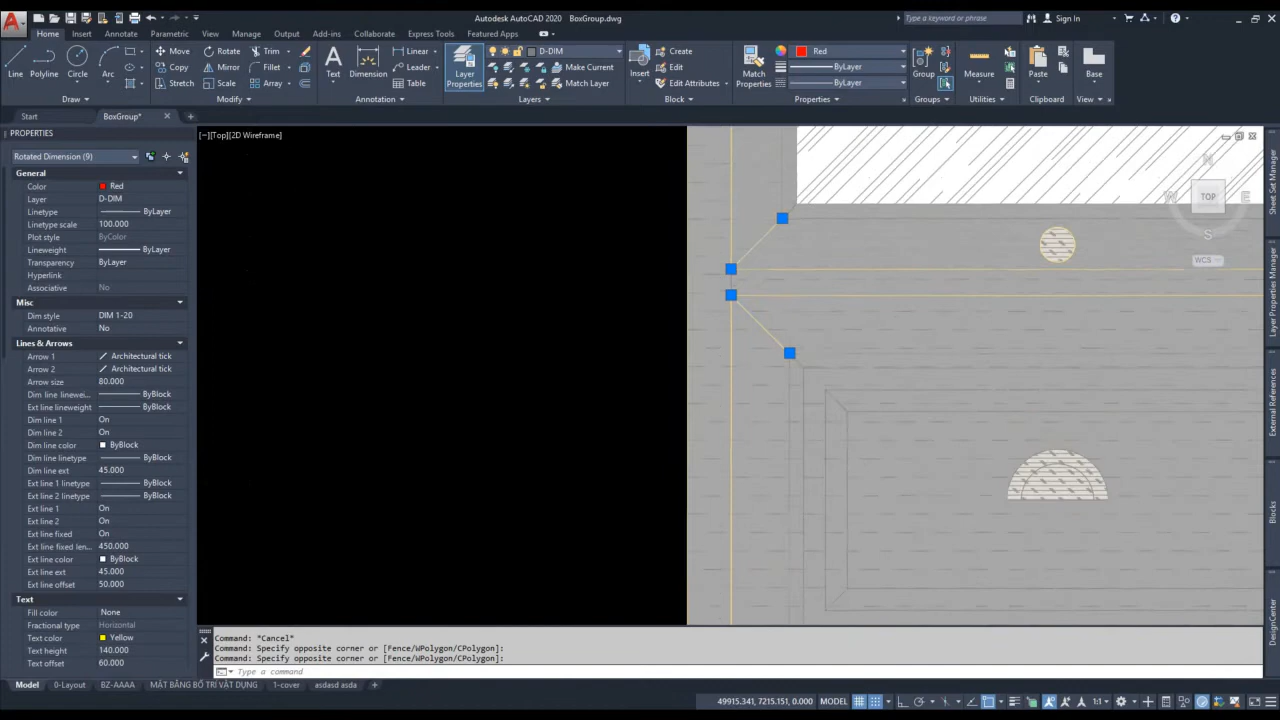 Autodesk AutoCAD 2020 BoxGroup.dwg
Type a keyword or phrase
Sign In
Home Insert Annotate Parametric View Manage Output Add-ins Collaborate Express Tools Featured Apps
Line
Polyline
Circle
Arc
Draw
Move
Rotate
Trim
Copy
Mirror
Fillet
Stretch
Scale
Array
Modify
Text
Dimension
Linear
Leader
Table
Annotation
Layer
Properties
D-DIM
Make Current
Match Layer
Layers
Insert
Create
Edit
Edit Attributes
Block
Match
Properties
Red
ByLayer
ByLayer
Properties
Group
Groups
Measure
Utilities
Paste
Clipboard
Base
View
Start
BoxGroup*
PROPERTIES
Rotated Dimension (9)
General
Color Red
Layer D-DIM
Linetype ByLayer
Linetype scale 100.000
Plot style ByColor
Lineweight ByLayer
Transparency ByLayer
Hyperlink
Associative No
Misc
Dim style DIM 1-20
Annotative No
Lines & Arrows
Arrow 1 Architectural tick
Arrow 2 Architectural tick
Arrow size 80.000
Dim line linewei... ByBlock
Ext line lineweight ByBlock
Dim line 1 On
Dim line 2 On
Dim line color ByBlock
Dim line linetype ByBlock
Dim line ext 45.000
Ext line 1 linetype ByBlock
Ext line 2 linetype ByBlock
Ext line 1 On
Ext line 2 On
Ext line fixed On
Ext line fixed len... 450.000
Ext line color ByBlock
Ext line ext 45.000
Ext line offset 50.000
Text
Fill color None
Fractional type Horizontal
Text color Yellow
Text height 140.000
Text offset 60.000
[−][Top][2D Wireframe]
N
W
TOP
E
S
WCS
Sheet Set Manager
Layer Properties Manager
External References
Blocks
DesignCenter
Command: *Cancel*
Command: Specify opposite corner or [Fence/WPolygon/CPolygon]:
Command: Specify opposite corner or [Fence/WPolygon/CPolygon]:
Type a command
Model 0-Layout BZ-AAAA MẶT BẰNG BỐ TRÍ VẬT DỤNG 1-cover asdasd asda
49915.341, 7215.151, 0.000 MODEL 1:1